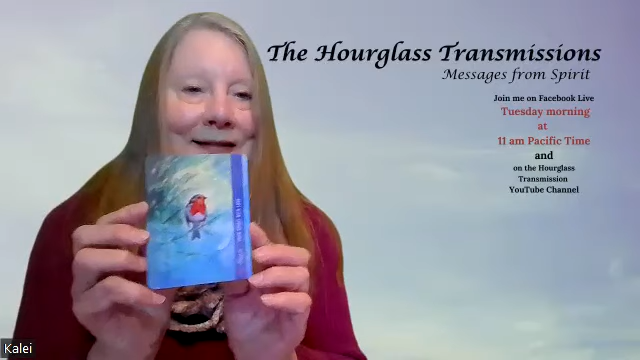 The Hourglass Transmissions
Messages from Spirit
Join me on Facebook Live
Tuesday morning
at
11 am Pacific Time
and
on the Hourglass
Transmission
YouTube Channel
Kalei